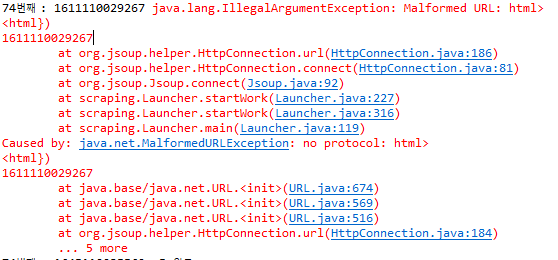 74번째 : 1611110029267 java.lang.IllegalArgumentException: Malformed URL: html>
<html})
1611110029267
at org.jsoup.helper.HttpConnection.url(HttpConnection.java:186)
at org.jsoup.helper.HttpConnection.connect(HttpConnection.java:81)
at org.jsoup.Jsoup.connect(Jsoup.java:92)
at scraping.Launcher.startWork(Launcher.java:227)
at scraping.Launcher.startWork(Launcher.java:316)
at scraping.Launcher.main(Launcher.java:119)
Caused by: java.net.MalformedURLException: no protocol: html>
<html})
1611110029267
at java.base/java.net.URL.<init>(URL.java:674)
at java.base/java.net.URL.<init>(URL.java:569)
at java.base/java.net.URL.<init>(URL.java:516)
at org.jsoup.helper.HttpConnection.url(HttpConnection.java:184)
... 5 more